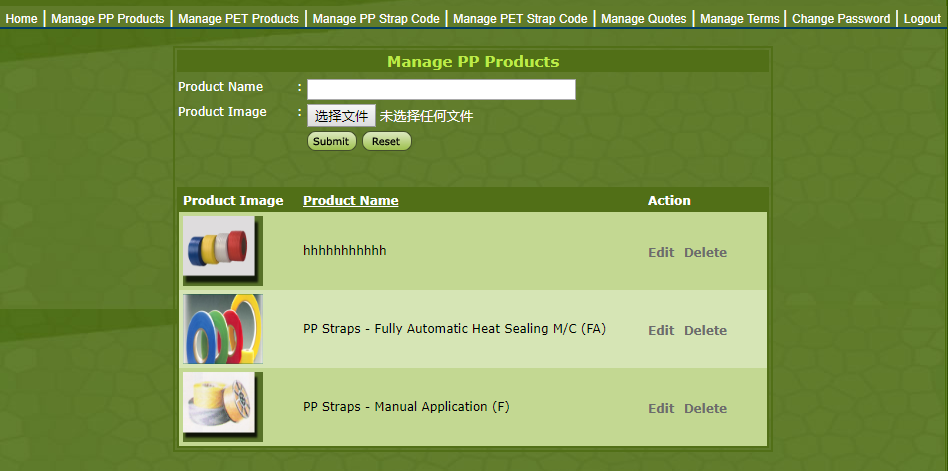 Home | Manage PP Products | Manage PET Products | Manage PP Strap Code | Manage PET Strap Code | Manage Quotes | Manage Terms | Change Password | Logout
Manage PP Products
Product Name :
Product Image : 选择文件 未选择任何文件
Submit Reset
Product Image Product Name Action
hhhhhhhhhhh Edit Delete
PP Straps - Fully Automatic Heat Sealing M/C (FA) Edit Delete
PP Straps - Manual Application (F) Edit Delete